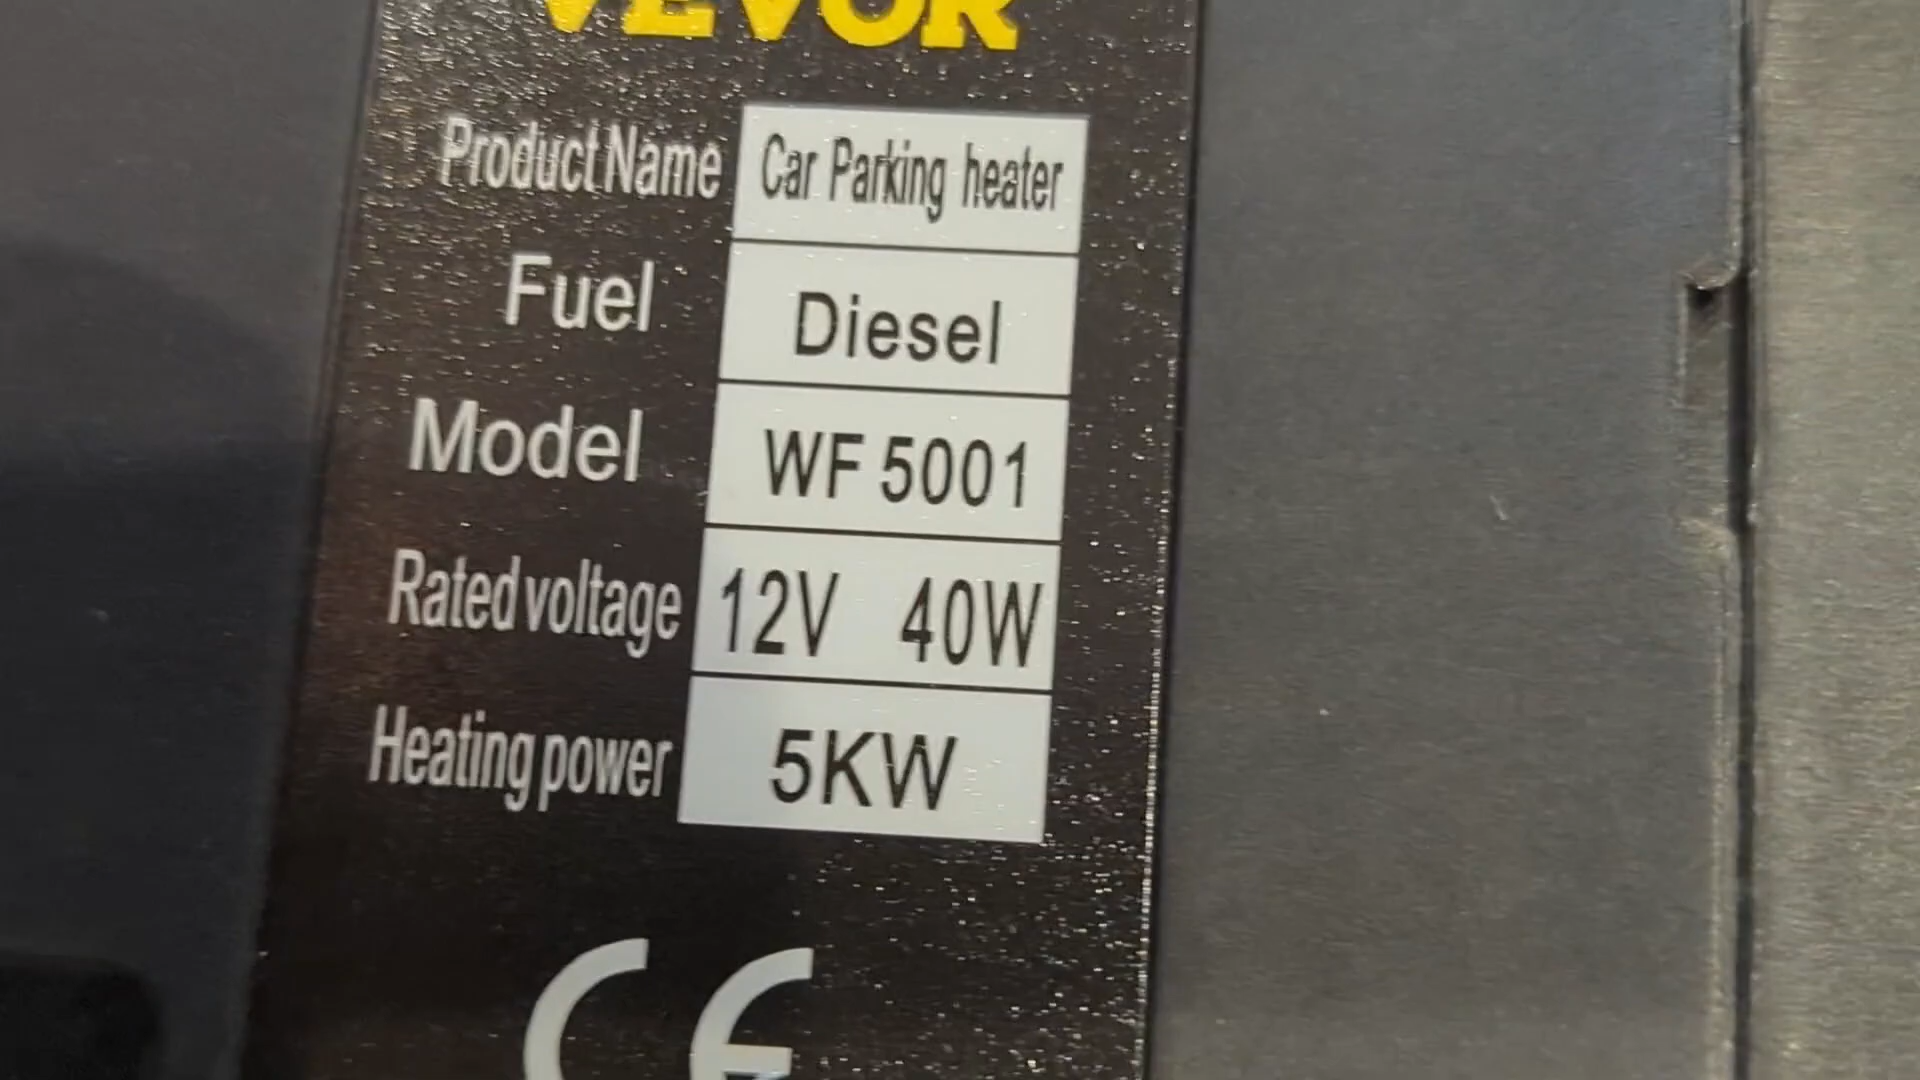 VEVOR
Product Name Car Parking heater
Fuel Diesel
Model WF 5001
Rated voltage 12V 40W
Heating power 5KW
CE